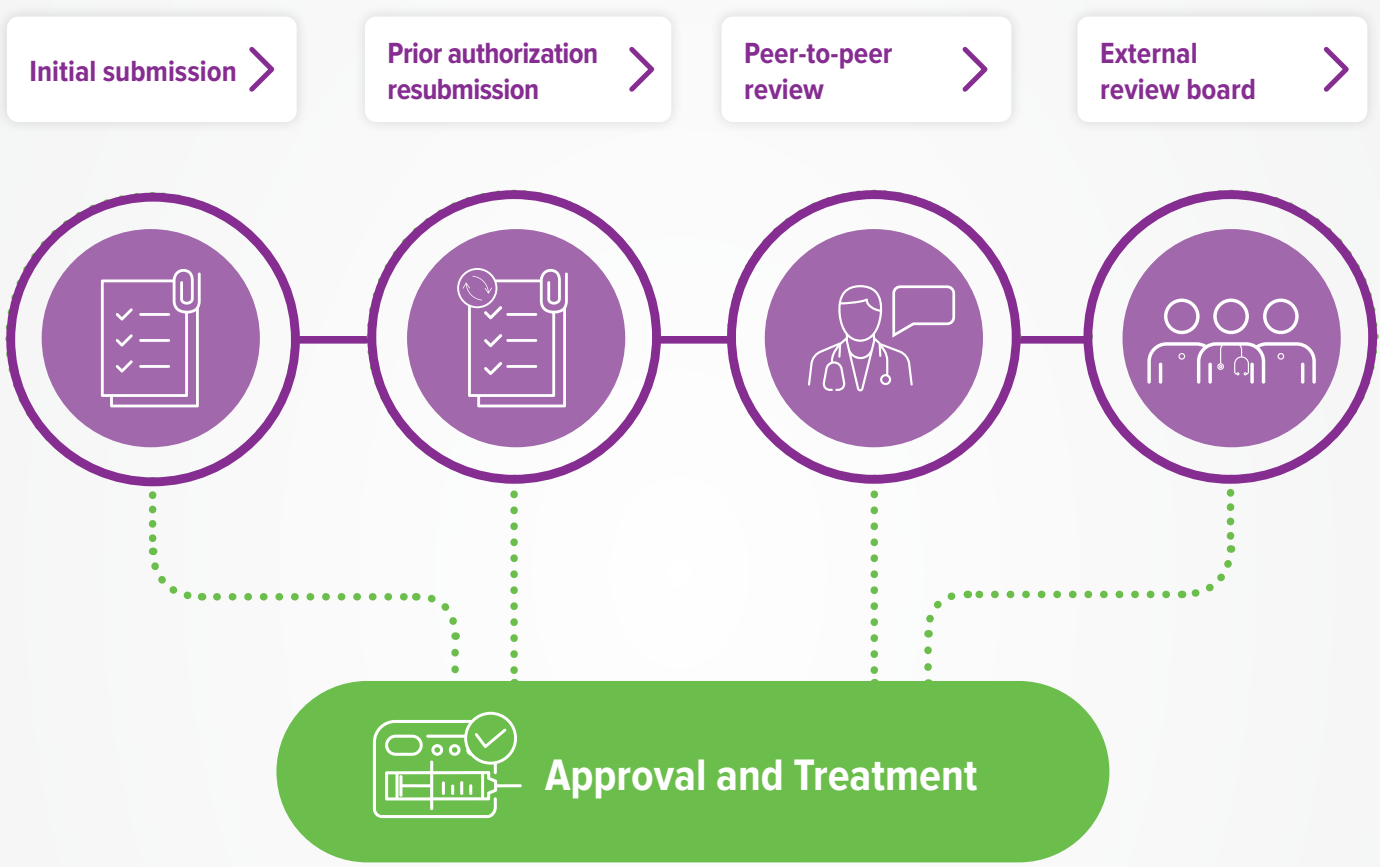 Initial submission
Prior authorization
resubmission
Peer-to-peer
review
External
review board
Approval and Treatment